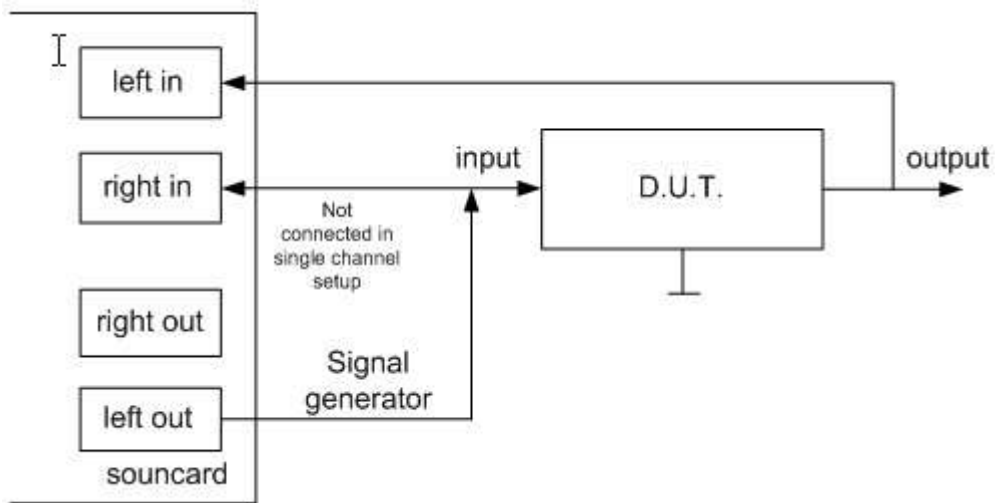 left in
right in
input
D.U.T.
output
Not
connected in
single channel
setup
right out
Signal
generator
left out
souncard